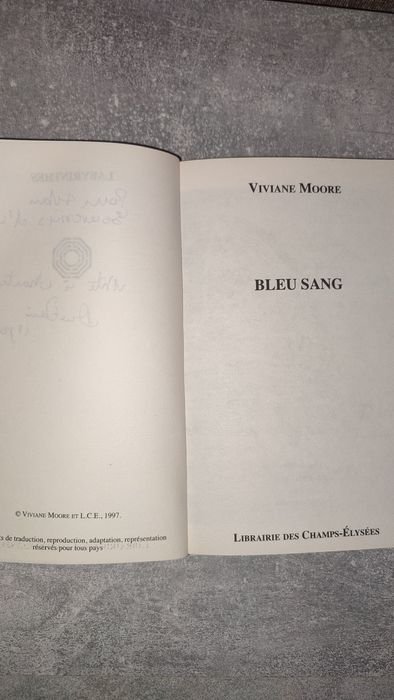 LABYRINTHES
© VIVIANE MOORE ET L.C.E., 1997.
s de traduction, reproduction, adaptation, représentation
réservés pour tous pays
VIVIANE MOORE
BLEU SANG
LIBRAIRIE DES CHAMPS-ÉLYSÉES